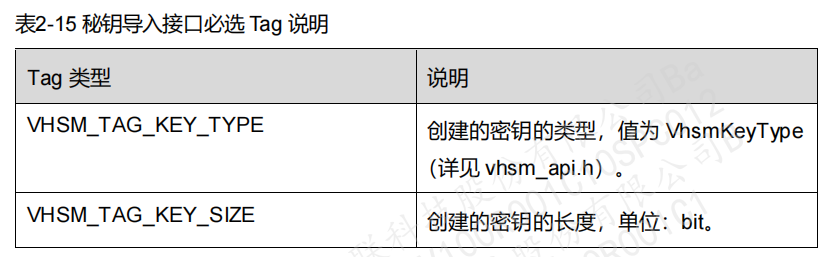 表2-15 秘钥导入接口必选 Tag 说明
Tag 类型
说明
VHSM_TAG_KEY_TYPE
创建的密钥的类型，值为 VhsmKeyType
（详见 vhsm_api.h）。
VHSM_TAG_KEY_SIZE
创建的密钥的长度，单位：bit。